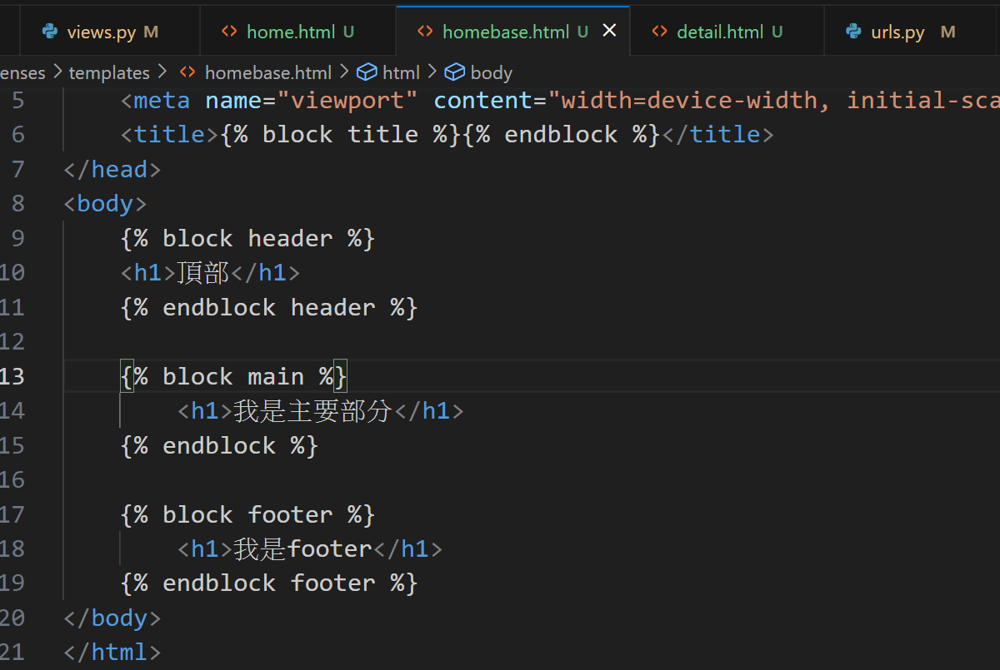 views.py M home.html U homebase.html U × detail.html U urls.py M
enses > templates > <> homebase.html > html > body
5 <meta name="viewport" content="width=device-width, initial-sca
6 <title>{% block title %}{% endblock %}</title>
7 </head>
8 <body>
9 {% block header %}
10 <h1>頂部</h1>
11 {% endblock header %}
12
13 {% block main %}
14 <h1>我是主要部分</h1>
15 {% endblock %}
16
17 {% block footer %}
18 <h1>我是footer</h1>
19 {% endblock footer %}
20 </body>
21 </html>